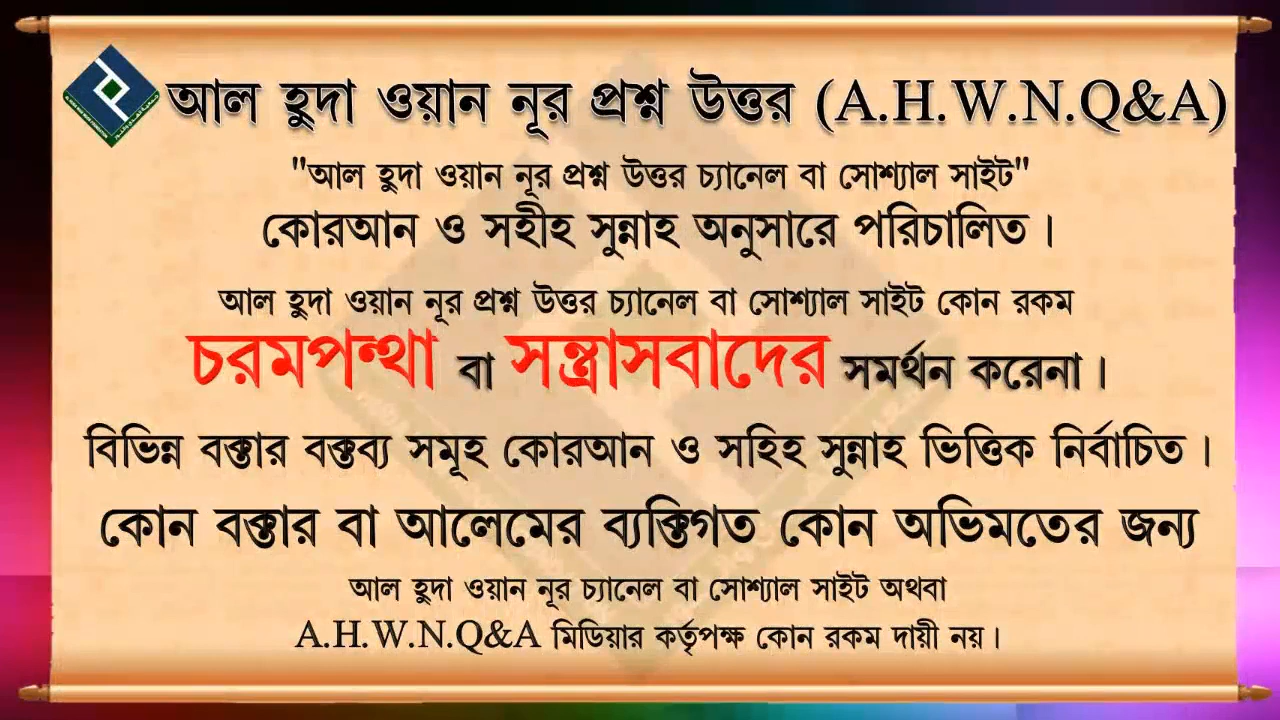 আল হুদা ওয়ান নূর প্রশ্ন উত্তর (A.H.W.N.Q&A)
"আল হুদা ওয়ান নূর প্রশ্ন উত্তর চ্যানেল বা সোশ্যাল সাইট"
কোরআন ও সহীহ সুন্নাহ অনুসারে পরিচালিত।
আল হুদা ওয়ান নূর প্রশ্ন উত্তর চ্যানেল বা সোশ্যাল সাইট কোন রকম
চরমপন্থা বা সন্ত্রাসবাদের সমর্থন করেনা।
বিভিন্ন বক্তার বক্তব্য সমূহ কোরআন ও সহিহ সুন্নাহ ভিত্তিক নির্বাচিত।
কোন বক্তার বা আলেমের ব্যক্তিগত কোন অভিমতের জন্য
আল হুদা ওয়ান নূর চ্যানেল বা সোশ্যাল সাইট অথবা
A.H.W.N.Q&A মিডিয়ার কর্তৃপক্ষ কোন রকম দায়ী নয়।